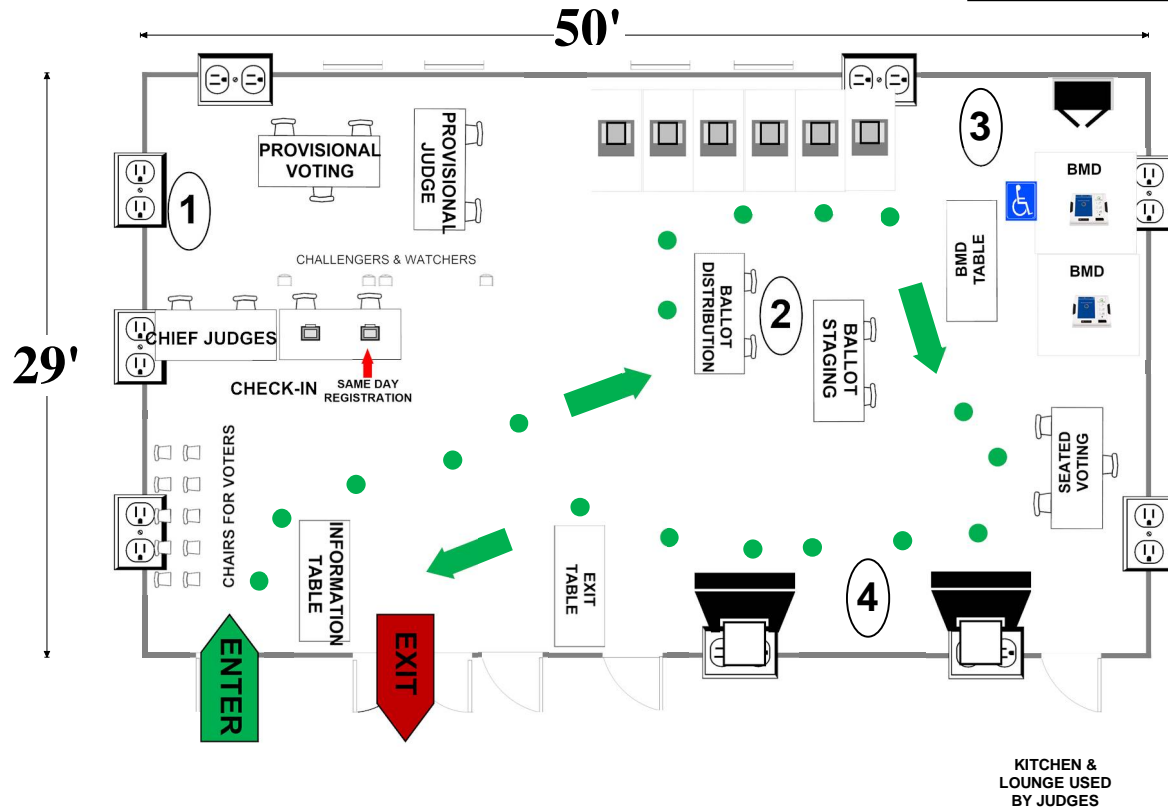 50'
29'
PROVISIONAL
VOTING
PROVISIONAL
JUDGE
1
3
BMD
BMD
BMD
TABLE
CHALLENGERS & WATCHERS
BALLOT
DISTRIBUTION
2
BALLOT
STAGING
CHIEF JUDGES
CHECK-IN
SAME DAY
REGISTRATION
CHAIRS FOR VOTERS
SEATED
VOTING
INFORMATION
TABLE
EXIT
TABLE
4
ENTER
EXIT
KITCHEN &
LOUNGE USED
BY JUDGES